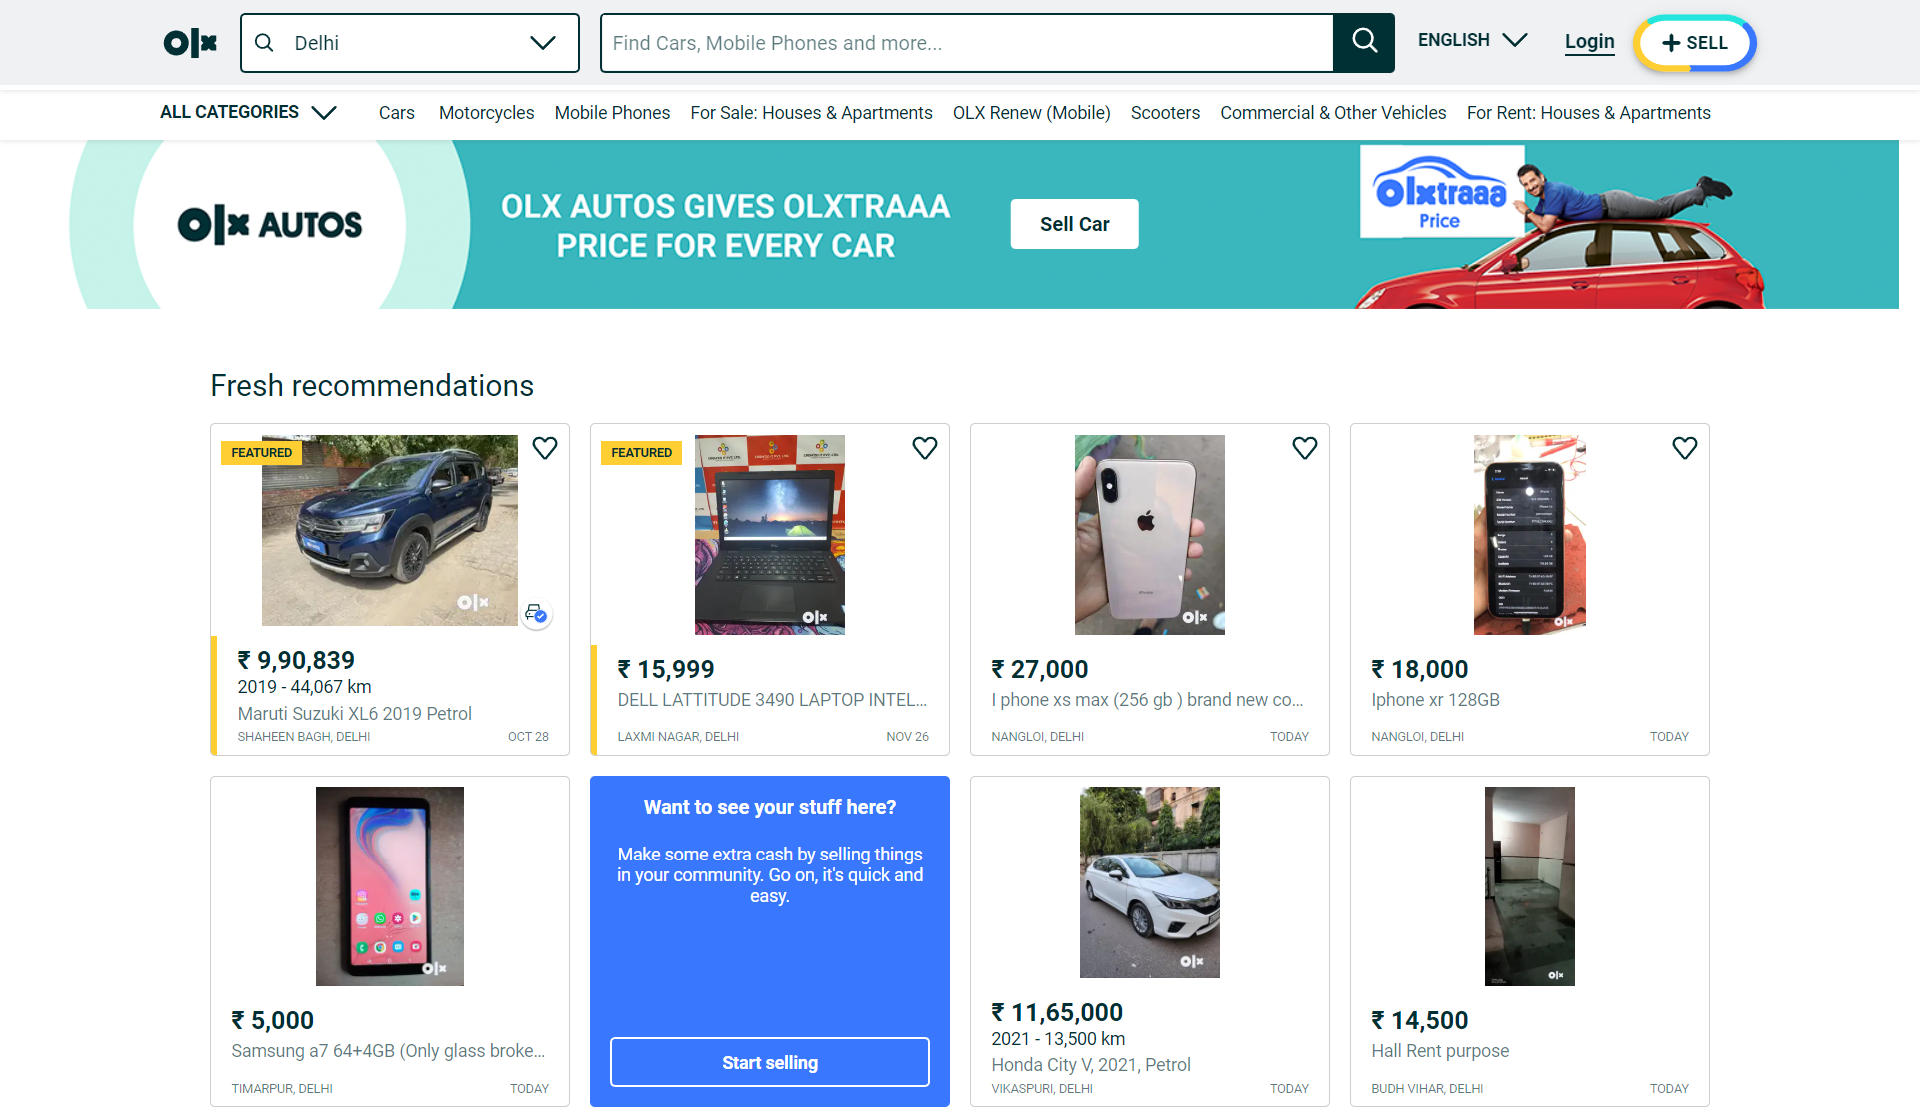 olx
Delhi
Find Cars, Mobile Phones and more...
ENGLISH
Login
+ SELL
ALL CATEGORIES
Cars
Motorcycles
Mobile Phones
For Sale: Houses & Apartments
OLX Renew (Mobile)
Scooters
Commercial & Other Vehicles
For Rent: Houses & Apartments
olx AUTOS
OLX AUTOS GIVES OLXTRAAA
PRICE FOR EVERY CAR
Sell Car
Olxtraaa
Price
Fresh recommendations
FEATURED
olx
₹ 9,90,839
2019 - 44,067 km
Maruti Suzuki XL6 2019 Petrol
SHAHEEN BAGH, DELHI
OCT 28
FEATURED
olx
₹ 15,999
DELL LATTITUDE 3490 LAPTOP INTEL...
LAXMI NAGAR, DELHI
NOV 26
olx
₹ 27,000
I phone xs max (256 gb ) brand new co...
NANGLOI, DELHI
TODAY
olx
₹ 18,000
Iphone xr 128GB
NANGLOI, DELHI
TODAY
olx
₹ 5,000
Samsung a7 64+4GB (Only glass broke...
TIMARPUR, DELHI
TODAY
Want to see your stuff here?
Make some extra cash by selling things
in your community. Go on, it's quick and
easy.
Start selling
olx
₹ 11,65,000
2021 - 13,500 km
Honda City V, 2021, Petrol
VIKASPURI, DELHI
TODAY
olx
₹ 14,500
Hall Rent purpose
BUDH VIHAR, DELHI
TODAY